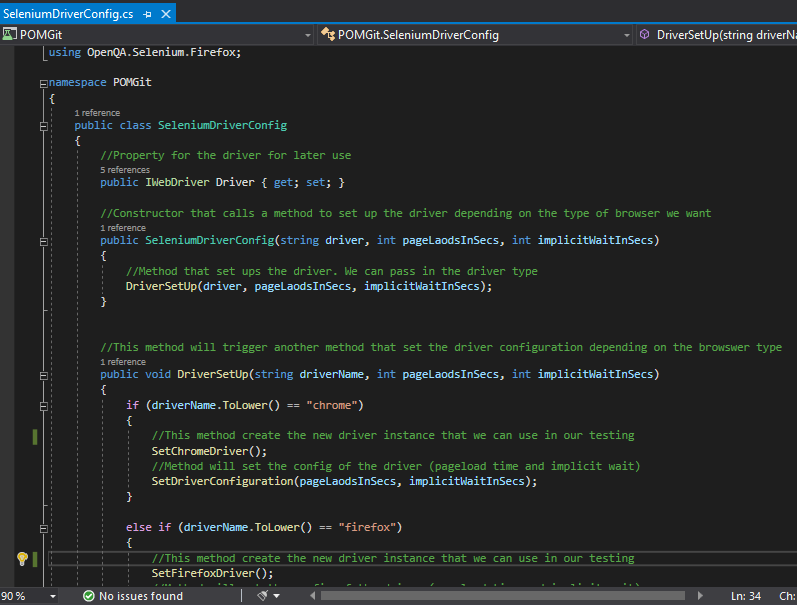 SeleniumDriverConfig.cs
POMGit POMGit.SeleniumDriverConfig DriverSetUp(string driverNa
using OpenQA.Selenium.Firefox;
namespace POMGit
{
1 reference
public class SeleniumDriverConfig
{
//Property for the driver for later use
5 references
public IWebDriver Driver { get; set; }
//Constructor that calls a method to set up the driver depending on the type of browser we want
1 reference
public SeleniumDriverConfig(string driver, int pageLaodsInSecs, int implicitWaitInSecs)
{
//Method that set ups the driver. We can pass in the driver type
DriverSetUp(driver, pageLaodsInSecs, implicitWaitInSecs);
}
//This method will trigger another method that set the driver configuration depending on the browswer type
1 reference
public void DriverSetUp(string driverName, int pageLaodsInSecs, int implicitWaitInSecs)
{
if (driverName.ToLower() == "chrome")
{
//This method create the new driver instance that we can use in our testing
SetChromeDriver();
//Method will set the config of the driver (pageload time and implicit wait)
SetDriverConfiguration(pageLaodsInSecs, implicitWaitInSecs);
}
else if (driverName.ToLower() == "firefox")
{
//This method create the new driver instance that we can use in our testing
SetFirefoxDriver();
90 % No issues found Ln: 34 Ch: